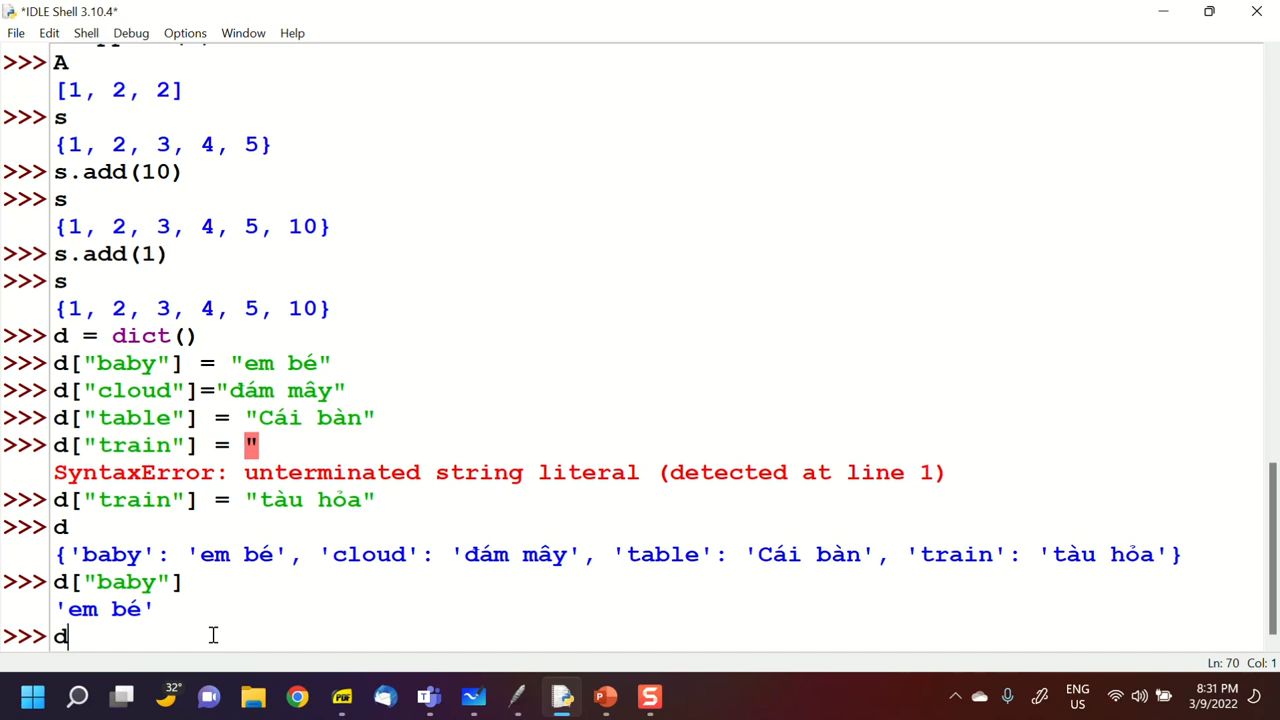 *IDLE Shell 3.10.4*
File Edit Shell Debug Options Window Help
>>> A
[1, 2, 2]
>>> s
{1, 2, 3, 4, 5}
>>> s.add(10)
>>> s
{1, 2, 3, 4, 5, 10}
>>> s.add(1)
>>> s
{1, 2, 3, 4, 5, 10}
>>> d = dict()
>>> d["baby"] = "em bé"
>>> d["cloud"]="đám mây"
>>> d["table"] = "Cái bàn"
>>> d["train"] = "
SyntaxError: unterminated string literal (detected at line 1)
>>> d["train"] = "tàu hỏa"
>>> d
{'baby': 'em bé', 'cloud': 'đám mây', 'table': 'Cái bàn', 'train': 'tàu hỏa'}
>>> d["baby"]
'em bé'
>>> d
Ln: 70 Col: 1
32°
ENG
US
8:31 PM
3/9/2022